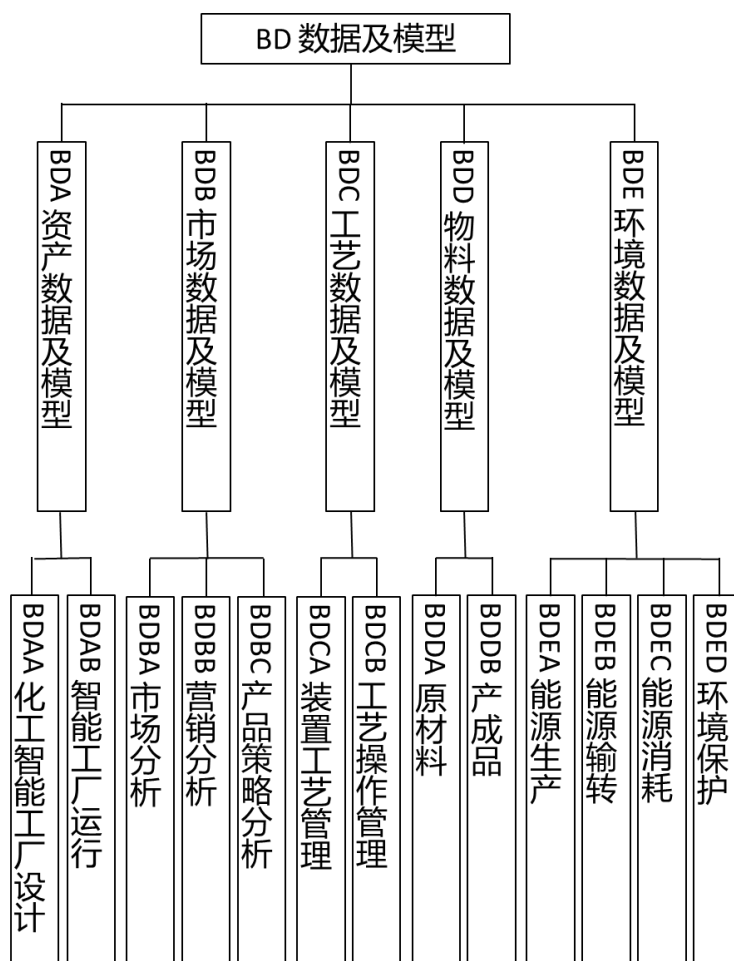 BD 数据及模型
BDA 资产数据及模型
BDB 市场数据及模型
BDC 工艺数据及模型
BDD 物料数据及模型
BDE 环境数据及模型
BDAA 化工智能工厂设计
BDAB 智能工厂运行
BDBA 市场分析
BDBB 营销分析
BDBC 产品策略分析
BDCA 装置工艺管理
BDCB 工艺操作管理
BDDA 原材料
BDDB 产成品
BDEA 能源生产
BDEB 能源输转
BDEC 能源消耗
BDED 环境保护